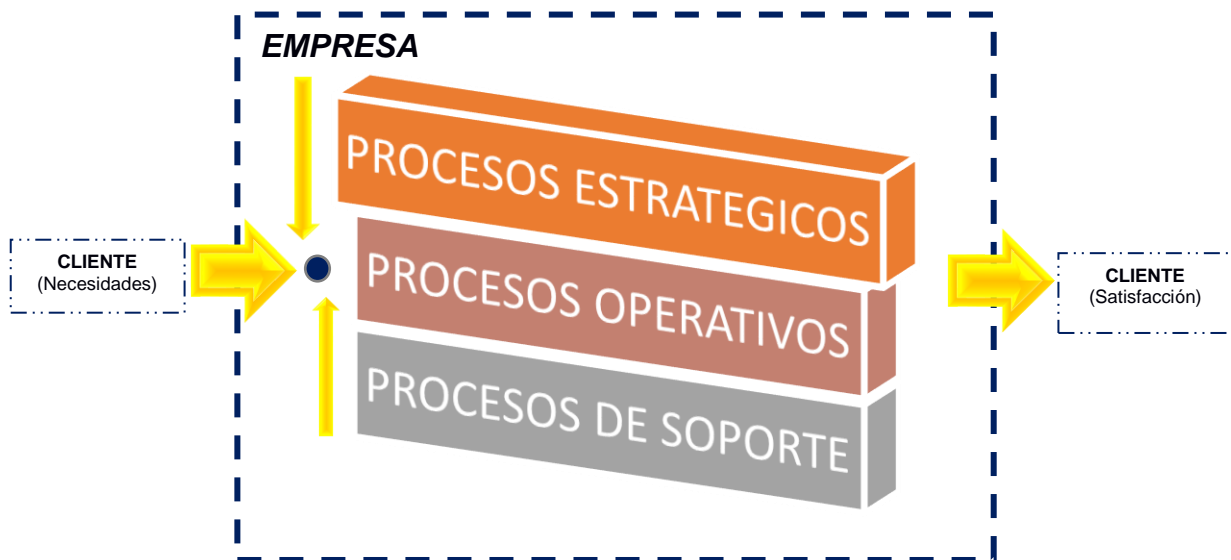 EMPRESA
PROCESOS ESTRATEGICOS
CLIENTE
(Necesidades)
PROCESOS OPERATIVOS
CLIENTE
(Satisfacción)
PROCESOS DE SOPORTE